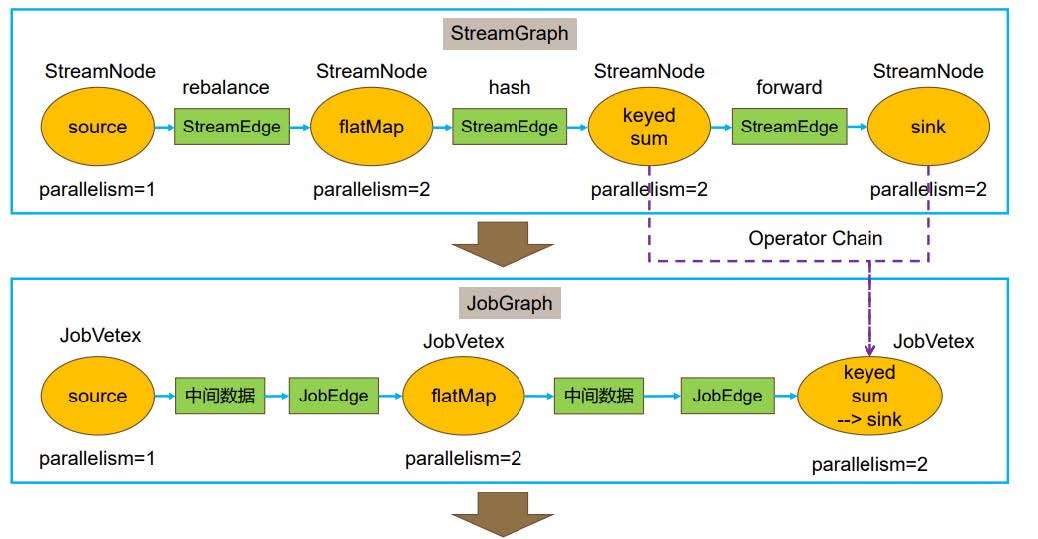 StreamGraph
StreamNode
rebalance
StreamNode
hash
StreamNode
forward
StreamNode
source
StreamEdge
flatMap
StreamEdge
keyed
sum
StreamEdge
sink
parallelism=1
parallelism=2
parallelism=2
parallelism=2
Operator Chain
JobGraph
JobVetex
JobVetex
JobVetex
source
中间数据
JobEdge
flatMap
中间数据
JobEdge
keyed
sum
--> sink
parallelism=1
parallelism=2
parallelism=2